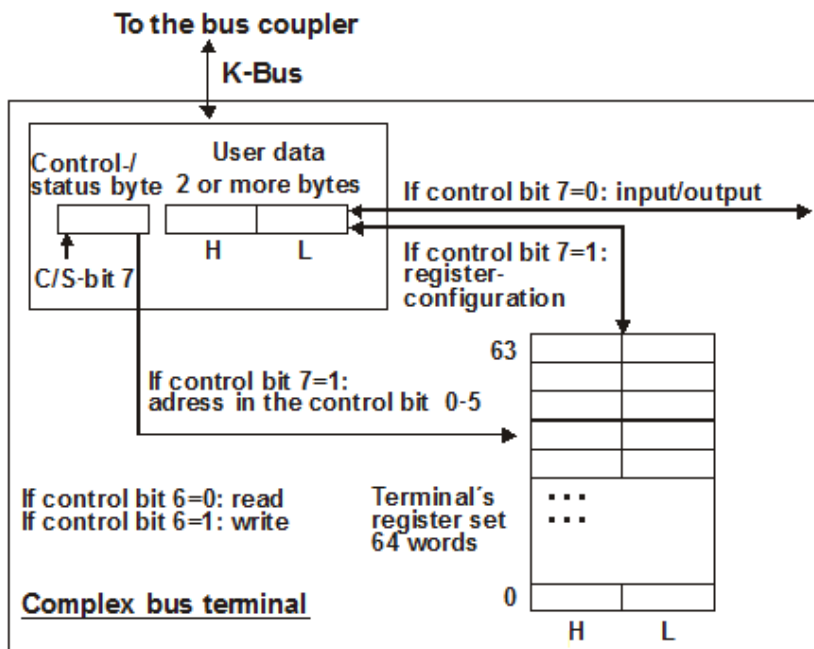 To the bus coupler
K-Bus
Control-/
status byte
User data
2 or more bytes
H
L
C/S-bit 7
If control bit 7=0: input/output
If control bit 7=1:
register-
configuration
If control bit 7=1:
adress in the control bit 0-5
63
If control bit 6=0: read
If control bit 6=1: write
Terminal´s
register set
64 words
...
...
0
Complex bus terminal
H
L